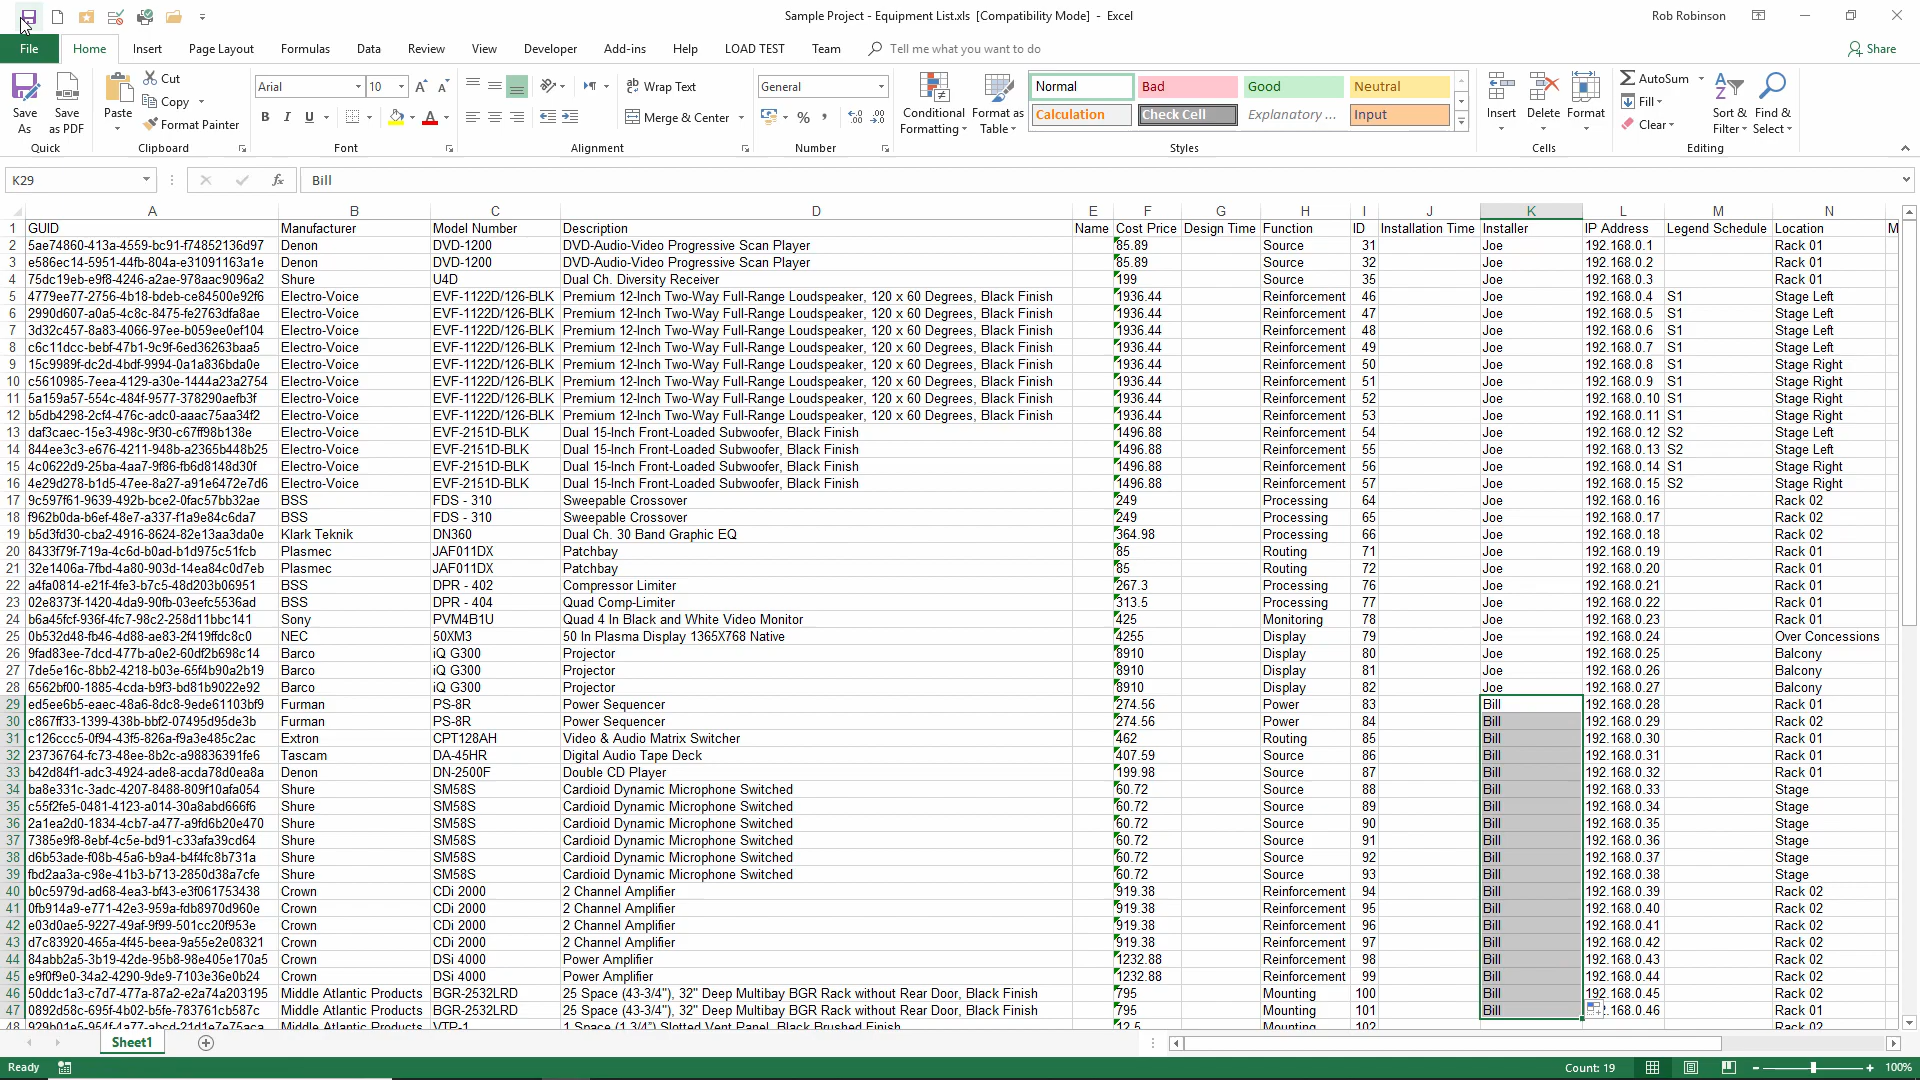 Sample Project - Equipment List.xls [Compatibility Mode] - Excel
Rob Robinson
File Home Insert Page Layout Formulas Data Review View Developer Add-ins Help LOAD TEST Team Tell me what you want to do Share
Save As
Save as PDF
Quick
Paste
Cut
Copy
Format Painter
Clipboard
Arial 10
B I U
Font
Wrap Text
Merge & Center
Alignment
General
% ,
Number
Conditional Formatting
Format as Table
Normal Bad Good Neutral
Calculation Check Cell Explanatory ... Input
Styles
Insert Delete Format
Cells
AutoSum
Fill
Clear
Sort & Filter
Find & Select
Editing
K29 fx Bill
A B C D E F G H I J K L M N
1 GUID Manufacturer Model Number Description Name Cost Price Design Time Function ID Installation Time Installer IP Address Legend Schedule Location M
2 5ae74860-413a-4559-bc91-f74852136d97 Denon DVD-1200 DVD-Audio-Video Progressive Scan Player 85.89 Source 31 Joe 192.168.0.1 Rack 01
3 e586ec14-5951-44fb-804a-e31091163a1e Denon DVD-1200 DVD-Audio-Video Progressive Scan Player 85.89 Source 32 Joe 192.168.0.2 Rack 01
4 75dc19eb-e9f8-4246-a2ae-978aac9096a2 Shure U4D Dual Ch. Diversity Receiver 199 Source 35 Joe 192.168.0.3 Rack 01
5 4779ee77-2756-4b18-bdeb-ce84500e92f6 Electro-Voice EVF-1122D/126-BLK Premium 12-Inch Two-Way Full-Range Loudspeaker, 120 x 60 Degrees, Black Finish 1936.44 Reinforcement 46 Joe 192.168.0.4 S1 Stage Left
6 2990d607-a0a5-4c8c-8475-fe2763dfa8ae Electro-Voice EVF-1122D/126-BLK Premium 12-Inch Two-Way Full-Range Loudspeaker, 120 x 60 Degrees, Black Finish 1936.44 Reinforcement 47 Joe 192.168.0.5 S1 Stage Left
7 3d32c457-8a83-4066-97ee-b059ee0ef104 Electro-Voice EVF-1122D/126-BLK Premium 12-Inch Two-Way Full-Range Loudspeaker, 120 x 60 Degrees, Black Finish 1936.44 Reinforcement 48 Joe 192.168.0.6 S1 Stage Left
8 c6c11dcc-bebf-47b1-9c9f-6ed36263baa5 Electro-Voice EVF-1122D/126-BLK Premium 12-Inch Two-Way Full-Range Loudspeaker, 120 x 60 Degrees, Black Finish 1936.44 Reinforcement 49 Joe 192.168.0.7 S1 Stage Left
9 15c9989f-dc2d-4bdf-9994-0a1a836bda0e Electro-Voice EVF-1122D/126-BLK Premium 12-Inch Two-Way Full-Range Loudspeaker, 120 x 60 Degrees, Black Finish 1936.44 Reinforcement 50 Joe 192.168.0.8 S1 Stage Right
10 c5610985-7eea-4129-a30e-1444a23a2754 Electro-Voice EVF-1122D/126-BLK Premium 12-Inch Two-Way Full-Range Loudspeaker, 120 x 60 Degrees, Black Finish 1936.44 Reinforcement 51 Joe 192.168.0.9 S1 Stage Right
11 5a159a57-554c-484f-9577-378290aefb3f Electro-Voice EVF-1122D/126-BLK Premium 12-Inch Two-Way Full-Range Loudspeaker, 120 x 60 Degrees, Black Finish 1936.44 Reinforcement 52 Joe 192.168.0.10 S1 Stage Right
12 b5db4298-2cf4-476c-adc0-aaac75aa34f2 Electro-Voice EVF-1122D/126-BLK Premium 12-Inch Two-Way Full-Range Loudspeaker, 120 x 60 Degrees, Black Finish 1936.44 Reinforcement 53 Joe 192.168.0.11 S1 Stage Right
13 daf3caec-15e3-498c-9f30-c67ff98b138e Electro-Voice EVF-2151D-BLK Dual 15-Inch Front-Loaded Subwoofer, Black Finish 1496.88 Reinforcement 54 Joe 192.168.0.12 S2 Stage Left
14 844ee3c3-e676-4211-948b-a2365b448b25 Electro-Voice EVF-2151D-BLK Dual 15-Inch Front-Loaded Subwoofer, Black Finish 1496.88 Reinforcement 55 Joe 192.168.0.13 S2 Stage Left
15 4c0622d9-25ba-4aa7-9f86-fb6d8148d30f Electro-Voice EVF-2151D-BLK Dual 15-Inch Front-Loaded Subwoofer, Black Finish 1496.88 Reinforcement 56 Joe 192.168.0.14 S1 Stage Right
16 4e29d278-b1d5-47ee-8a27-a91e6472e7d6 Electro-Voice EVF-2151D-BLK Dual 15-Inch Front-Loaded Subwoofer, Black Finish 1496.88 Reinforcement 57 Joe 192.168.0.15 S2 Stage Right
17 9c597f61-9639-492b-bce2-0fac57bb32ae BSS FDS - 310 Sweepable Crossover 249 Processing 64 Joe 192.168.0.16 Rack 02
18 f962b0da-b6ef-48e7-a337-f1a9e84c6da7 BSS FDS - 310 Sweepable Crossover 249 Processing 65 Joe 192.168.0.17 Rack 02
19 b5d3fd30-cba2-4916-8624-82e13aa3da0e Klark Teknik DN360 Dual Ch. 30 Band Graphic EQ 364.98 Processing 66 Joe 192.168.0.18 Rack 02
20 8433f79f-719a-4c6d-b0ad-b1d975c51fcb Plasmec JAF011DX Patchbay 85 Routing 71 Joe 192.168.0.19 Rack 01
21 32e1406a-7fbd-4a80-903d-14ea84c0d7eb Plasmec JAF011DX Patchbay 85 Routing 72 Joe 192.168.0.20 Rack 01
22 a4fa0814-e21f-4fe3-b7c5-48d203b06951 BSS DPR - 402 Compressor Limiter 267.3 Processing 76 Joe 192.168.0.21 Rack 01
23 02e8373f-1420-4da9-90fb-03eefc5536ad BSS DPR - 404 Quad Comp-Limiter 313.5 Processing 77 Joe 192.168.0.22 Rack 01
24 b6a45fcf-936f-4fc7-98c2-258d11bbc141 Sony PVM4B1U Quad 4 In Black and White Video Monitor 425 Monitoring 78 Joe 192.168.0.23 Rack 01
25 0b532d48-fb46-4d88-ae83-2f419ffdc8c0 NEC 50XM3 50 In Plasma Display 1365X768 Native 4255 Display 79 Joe 192.168.0.24 Over Concessions
26 9fad83ee-7dcd-477b-a0e2-60df2b698c14 Barco iQ G300 Projector 8910 Display 80 Joe 192.168.0.25 Balcony
27 7de5e16c-8bb2-4218-b03e-65f4b90a2b19 Barco iQ G300 Projector 8910 Display 81 Joe 192.168.0.26 Balcony
28 6562bf00-1885-4cda-b9f3-bd81b9022e92 Barco iQ G300 Projector 8910 Display 82 Joe 192.168.0.27 Balcony
29 ed5ee6b5-eaec-48a6-8dc8-9ede61103bf9 Furman PS-8R Power Sequencer 274.56 Power 83 Bill 192.168.0.28 Rack 01
30 c867ff33-1399-438b-bbf2-07495d95de3b Furman PS-8R Power Sequencer 274.56 Power 84 Bill 192.168.0.29 Rack 02
31 c126ccc5-0f94-43f5-826a-f9a3e485c2ac Extron CPT128AH Video & Audio Matrix Switcher 462 Routing 85 Bill 192.168.0.30 Rack 01
32 23736764-fc73-48ee-8b2c-a98836391fe6 Tascam DA-45HR Digital Audio Tape Deck 407.59 Source 86 Bill 192.168.0.31 Rack 01
33 b42d84f1-adc3-4924-ade8-acda78d0ea8a Denon DN-2500F Double CD Player 199.98 Source 87 Bill 192.168.0.32 Rack 01
34 ba8e331c-3adc-4207-8488-809f10afa054 Shure SM58S Cardioid Dynamic Microphone Switched 60.72 Source 88 Bill 192.168.0.33 Stage
35 c55f2fe5-0481-4123-a014-30a8abd666f6 Shure SM58S Cardioid Dynamic Microphone Switched 60.72 Source 89 Bill 192.168.0.34 Stage
36 2a1ea2d0-1834-4cb7-a477-a9fd6b20e470 Shure SM58S Cardioid Dynamic Microphone Switched 60.72 Source 90 Bill 192.168.0.35 Stage
37 7385e9f8-8ebf-4c5e-bd91-c33afa39cd64 Shure SM58S Cardioid Dynamic Microphone Switched 60.72 Source 91 Bill 192.168.0.36 Stage
38 d6b53ade-f08b-45a6-b9a4-b4f4fc8b731a Shure SM58S Cardioid Dynamic Microphone Switched 60.72 Source 92 Bill 192.168.0.37 Stage
39 fbd2aa3a-c98e-41b3-b713-2850d38a7cfe Shure SM58S Cardioid Dynamic Microphone Switched 60.72 Source 93 Bill 192.168.0.38 Stage
40 b0c5979d-ad68-4ea3-bf43-e3f061753438 Crown CDi 2000 2 Channel Amplifier 919.38 Reinforcement 94 Bill 192.168.0.39 Rack 02
41 0fb914a9-e771-42e3-959a-fdb8970d960e Crown CDi 2000 2 Channel Amplifier 919.38 Reinforcement 95 Bill 192.168.0.40 Rack 02
42 e03d0ae5-9227-49af-9f99-501cc20f953e Crown CDi 2000 2 Channel Amplifier 919.38 Reinforcement 96 Bill 192.168.0.41 Rack 02
43 d7c83920-465a-4f45-beea-9a55e2e08321 Crown CDi 2000 2 Channel Amplifier 919.38 Reinforcement 97 Bill 192.168.0.42 Rack 02
44 84abb2a5-3b19-42de-95b8-98e405e170a5 Crown DSi 4000 Power Amplifier 1232.88 Reinforcement 98 Bill 192.168.0.43 Rack 02
45 e9f0f9e0-34a2-4290-9de9-7103e36e0b24 Crown DSi 4000 Power Amplifier 1232.88 Reinforcement 99 Bill 192.168.0.44 Rack 02
46 50ddc1a3-c7d7-477a-87a2-e2a74a203195 Middle Atlantic Products BGR-2532LRD 25 Space (43-3/4"), 32" Deep Multibay BGR Rack without Rear Door, Black Finish 795 Mounting 100 Bill 192.168.0.45 Rack 02
47 0892d58c-695f-4b02-b5fe-783761cb587c Middle Atlantic Products BGR-2532LRD 25 Space (43-3/4"), 32" Deep Multibay BGR Rack without Rear Door, Black Finish 795 Mounting 101 Bill 2.168.0.46 Rack 01
48 929b01e5-954f-4a77-abcd-21d1e7e75aca Middle Atlantic Products VTP-1 1 Space (1 3/4") Slotted Vent Panel, Black Brushed Finish 12.5 Mounting 102 Rack 02
Sheet1
Ready Count: 19 100%